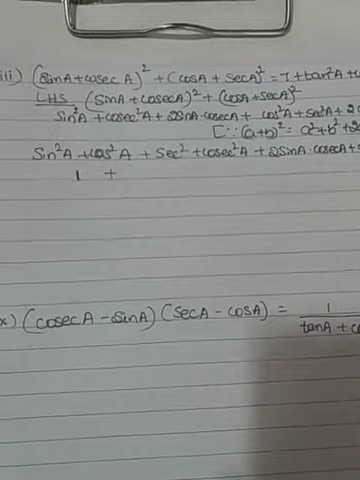 iii) (sinA+cosec A)² + (cosA + secA)² = 7 + tan²A +
LHS (sinA + cosecA)² + (cosA + secA)²
sin²A + cosec²A + 2sinA·cosecA + cos²A + sec²A + 2
[∵ (a+b)² = a²+b²+2
sin²A + cos²A + sec² + cosec²A + 2sinA·cosecA +
1 +
x) (cosecA - sinA) (secA - cosA) = 1/tanA +